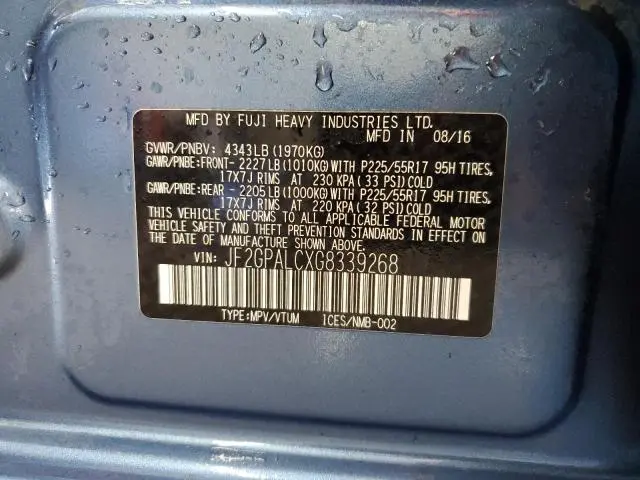 MFD BY FUJI HEAVY INDUSTRIES LTD.
MFD IN 08/16
GVWR/PNBV: 4343LB (1970KG)
GAWR/PNBE:FRONT- 2227LB(1010KG)WITH P225/55R17 95H TIRES,
17X7J RIMS AT 230 KPA(33 PSI)COLD
GAWR/PNBE:REAR - 2205LB(1000KG)WITH P225/55R17 95H TIRES,
17X7J RIMS AT 220 KPA(32 PSI)COLD
THIS VEHICLE CONFORMS TO ALL APPLICABLE FEDERAL MOTOR
VEHICLE SAFETY AND THEFT PREVENTION STANDARDS IN EFFECT
ON THE DATE OF MANUFACTURE SHOWN ABOVE.
VIN: JF2GPALCXG8339268
TYPE:MPV/VTUM ICES/NMB-002